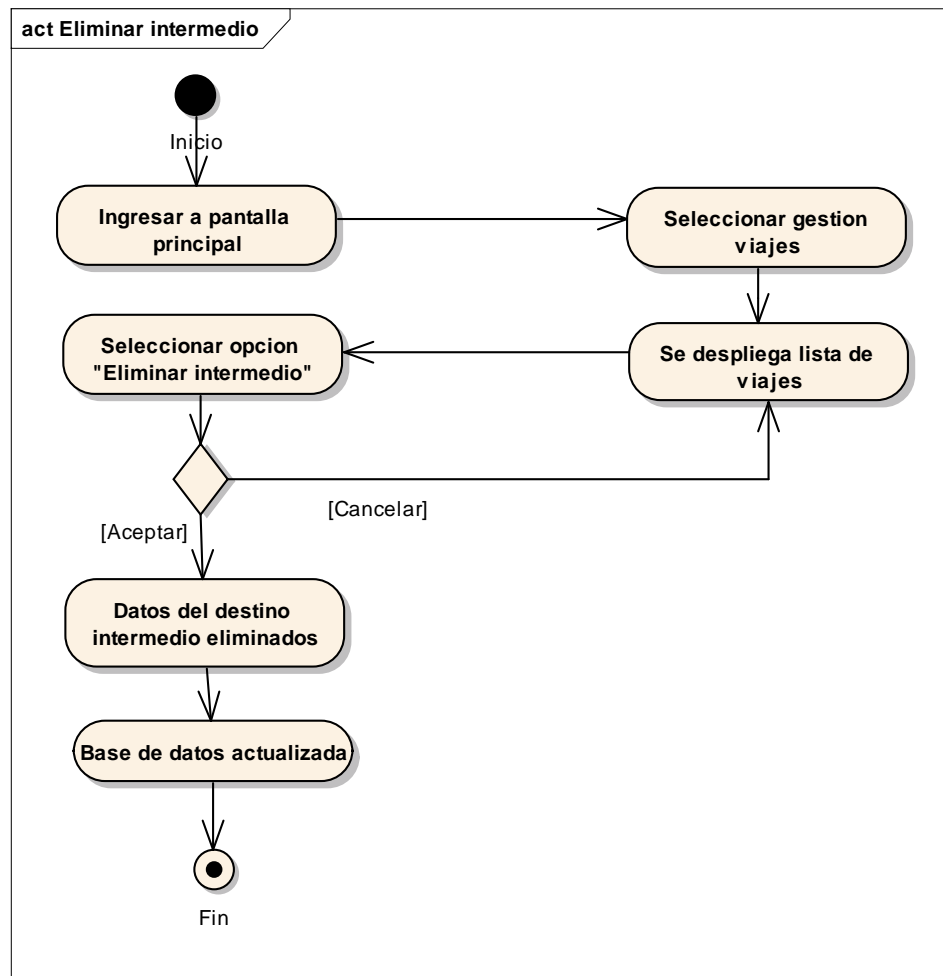 act Eliminar intermedio
Inicio
Ingresar a pantalla
principal
Seleccionar gestion
viajes
Seleccionar opcion
"Eliminar intermedio"
Se despliega lista de
viajes
[Cancelar]
[Aceptar]
Datos del destino
intermedio eliminados
Base de datos actualizada
Fin